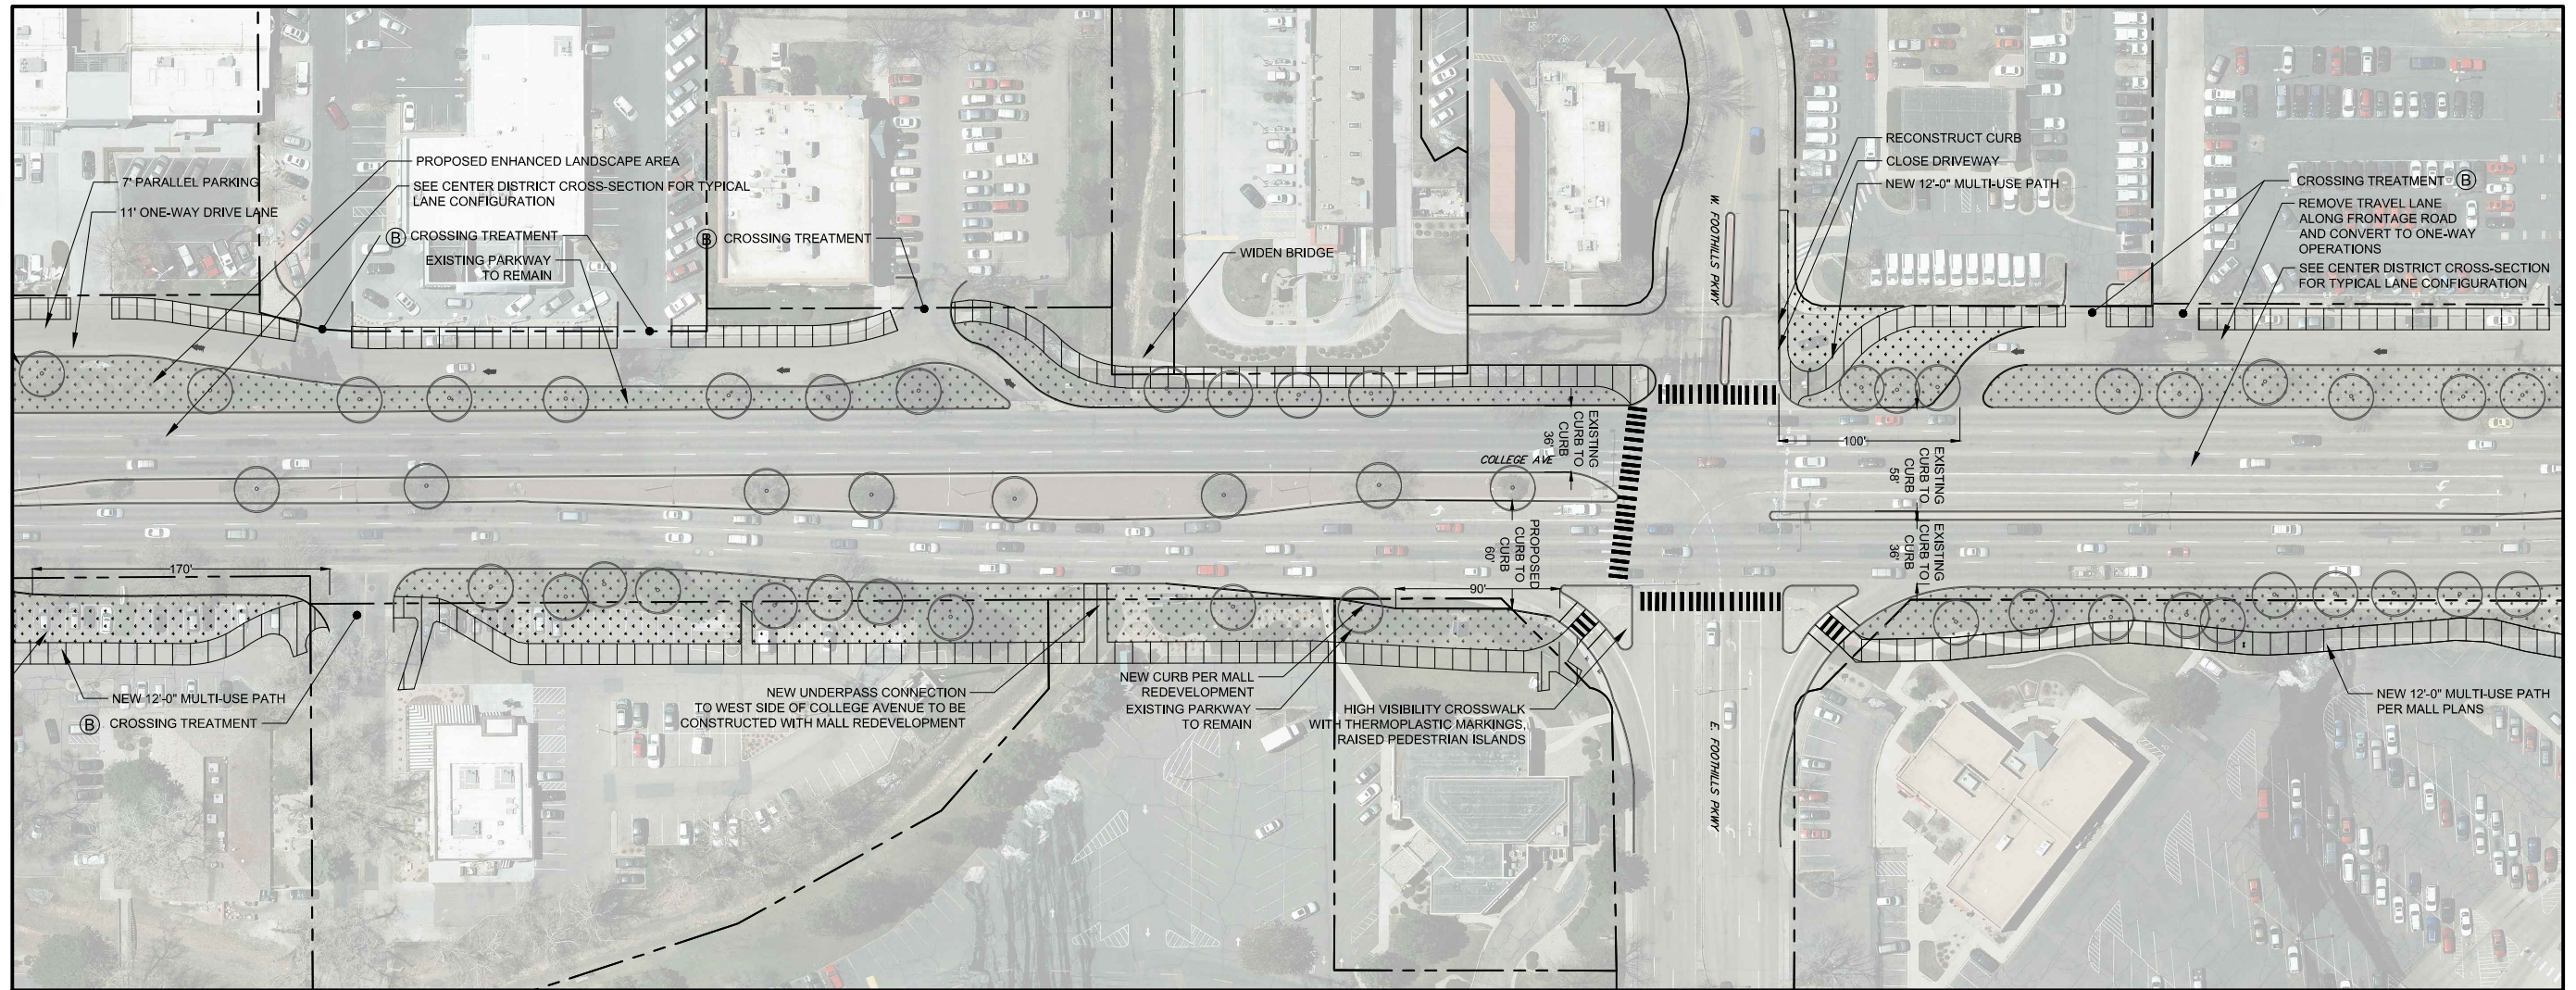 7' PARALLEL PARKING
11' ONE-WAY DRIVE LANE
PROPOSED ENHANCED LANDSCAPE AREA
SEE CENTER DISTRICT CROSS-SECTION FOR TYPICAL
LANE CONFIGURATION
B CROSSING TREATMENT
EXISTING PARKWAY
TO REMAIN
B CROSSING TREATMENT
WIDEN BRIDGE
W. FOOTHILLS PKWY
RECONSTRUCT CURB
CLOSE DRIVEWAY
NEW 12'-0" MULTI-USE PATH
CROSSING TREATMENT B
REMOVE TRAVEL LANE
ALONG FRONTAGE ROAD
AND CONVERT TO ONE-WAY
OPERATIONS
SEE CENTER DISTRICT CROSS-SECTION
FOR TYPICAL LANE CONFIGURATION
EXISTING
CURB TO
CURB
36'
COLLEGE AVE
100'
EXISTING
CURB TO
CURB
58'
PROPOSED
CURB TO
CURB
60'
EXISTING
CURB TO
CURB
36'
170'
90'
NEW 12'-0" MULTI-USE PATH
B CROSSING TREATMENT
NEW UNDERPASS CONNECTION
TO WEST SIDE OF COLLEGE AVENUE TO BE
CONSTRUCTED WITH MALL REDEVELOPMENT
NEW CURB PER MALL
REDEVELOPMENT
EXISTING PARKWAY
TO REMAIN
HIGH VISIBILITY CROSSWALK
WITH THERMOPLASTIC MARKINGS,
RAISED PEDESTRIAN ISLANDS
E. FOOTHILLS PKWY
NEW 12'-0" MULTI-USE PATH
PER MALL PLANS